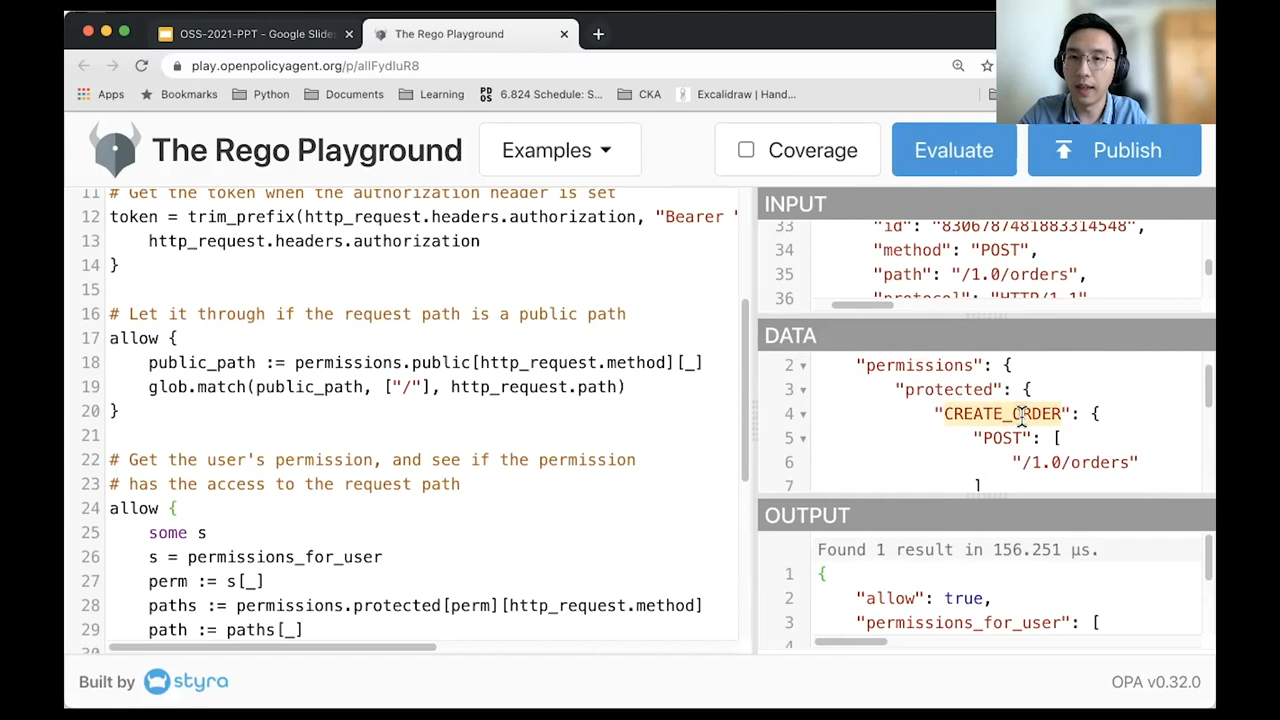 OSS-2021-PPT - Google Slide
The Rego Playground
play.openpolicyagent.org/p/allFydIuR8
Apps
Bookmarks
Python
Documents
Learning
6.824 Schedule: S...
CKA
Excalidraw | Hand...
The Rego Playground
Examples
Coverage
Evaluate
Publish
11 # Get the token when the authorization header is set
12 token = trim_prefix(http_request.headers.authorization, "Bearer "
13 http_request.headers.authorization
14 }
15
16 # Let it through if the request path is a public path
17 allow {
18 public_path := permissions.public[http_request.method][_]
19 glob.match(public_path, ["/"], http_request.path)
20 }
21
22 # Get the user's permission, and see if the permission
23 # has the access to the request path
24 allow {
25 some s
26 s = permissions_for_user
27 perm := s[_]
28 paths := permissions.protected[perm][http_request.method]
29 path := paths[_]
30
INPUT
33 "id": "8306787481883314548",
34 "method": "POST",
35 "path": "/1.0/orders",
36 "protocol": "HTTP/1.1"
DATA
2 "permissions": {
3 "protected": {
4 "CREATE_ORDER": {
5 "POST": [
6 "/1.0/orders"
7 ]
OUTPUT
Found 1 result in 156.251 µs.
1 {
2 "allow": true,
3 "permissions_for_user": [
4
Built by styra
OPA v0.32.0